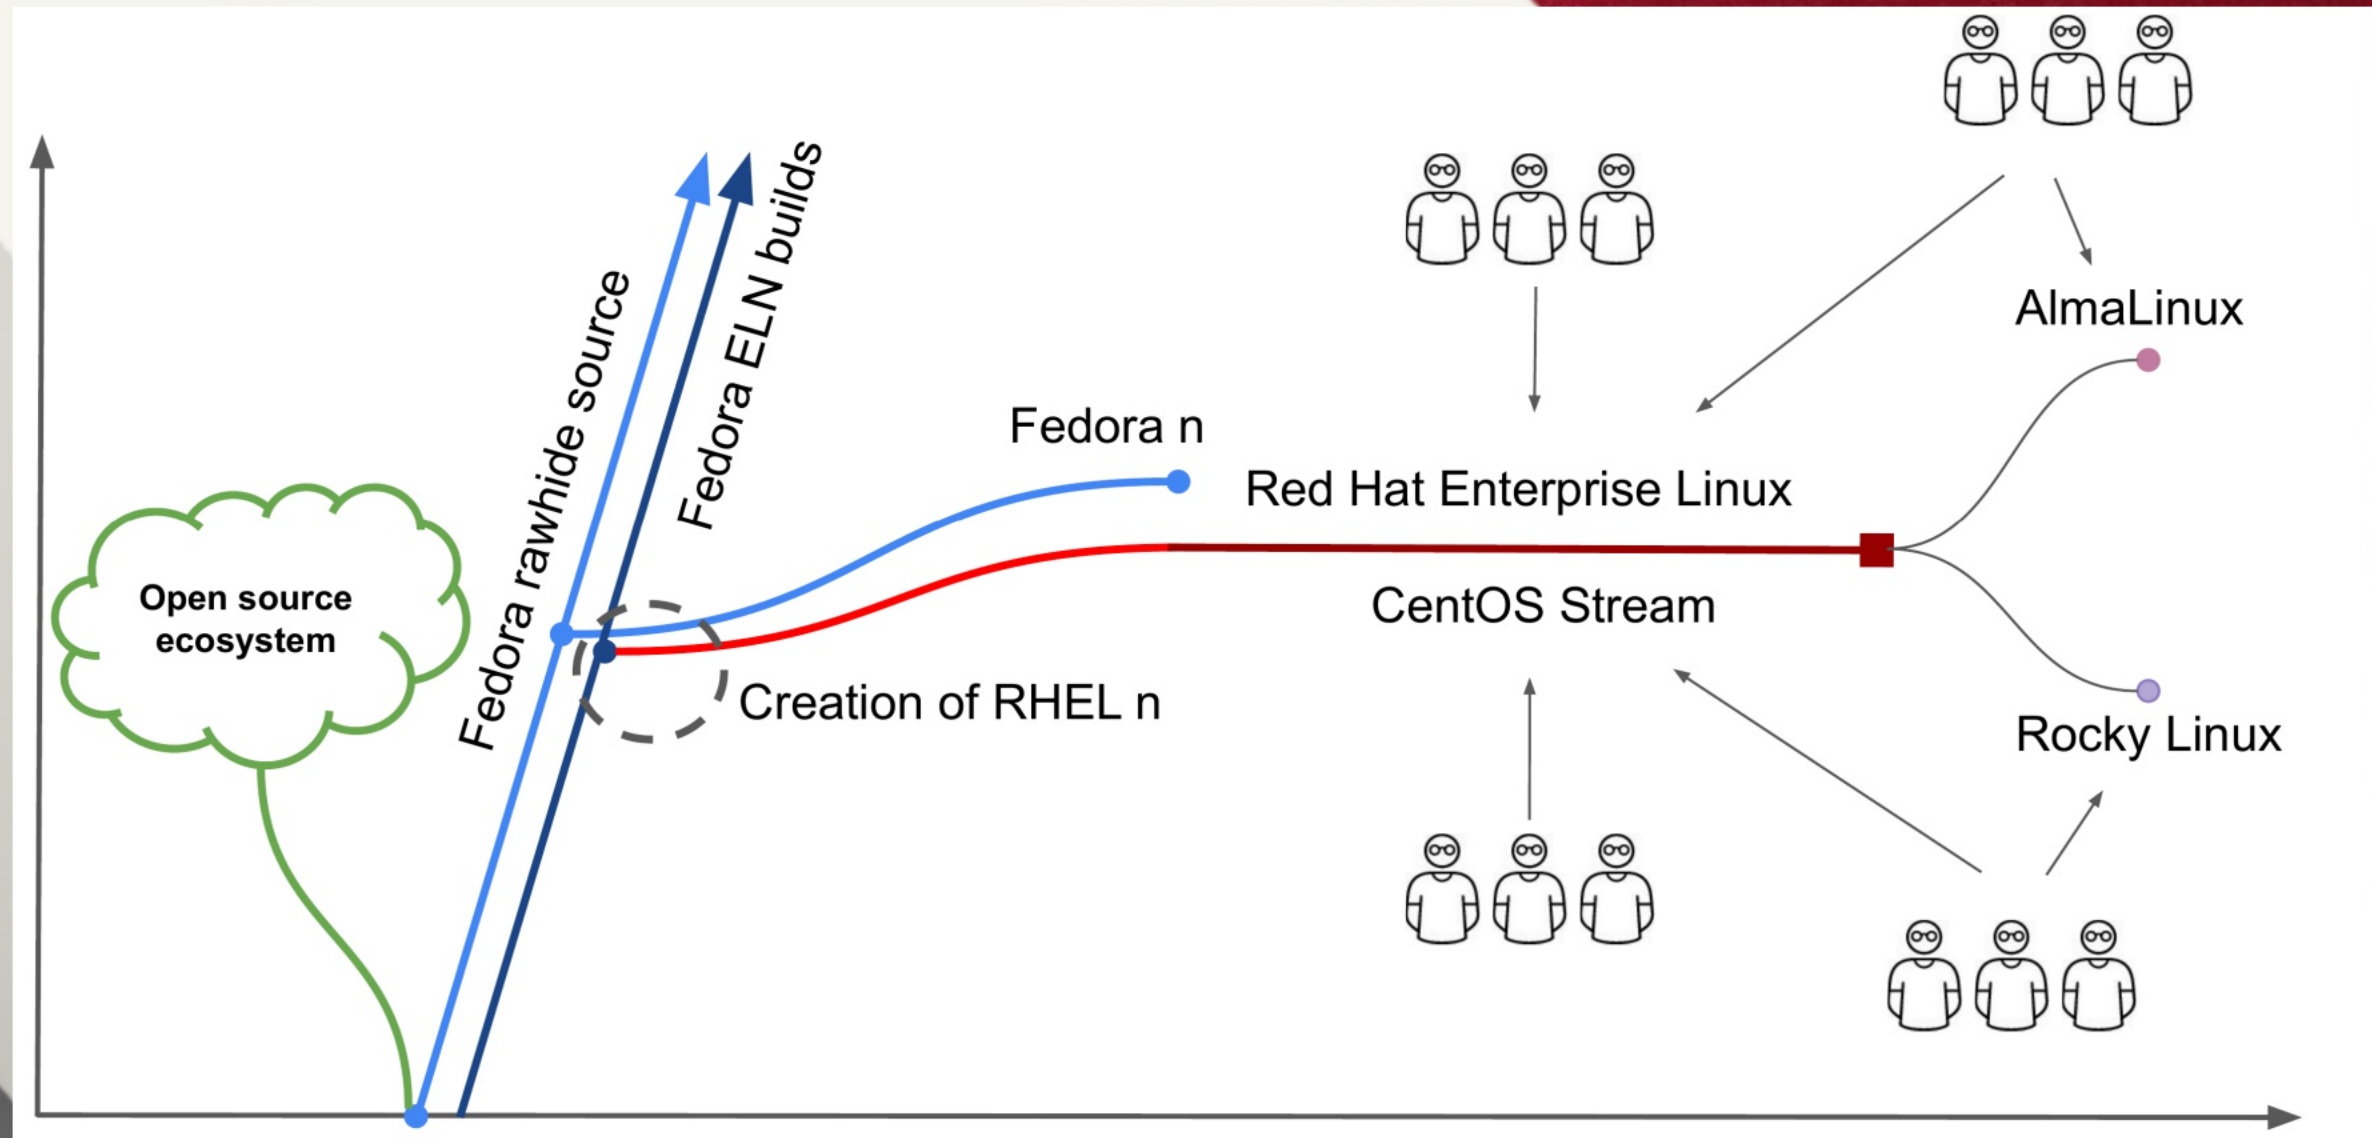 Open source
ecosystem
Fedora rawhide source
Fedora ELN builds
Creation of RHEL n
Fedora n
Red Hat Enterprise Linux
CentOS Stream
AlmaLinux
Rocky Linux